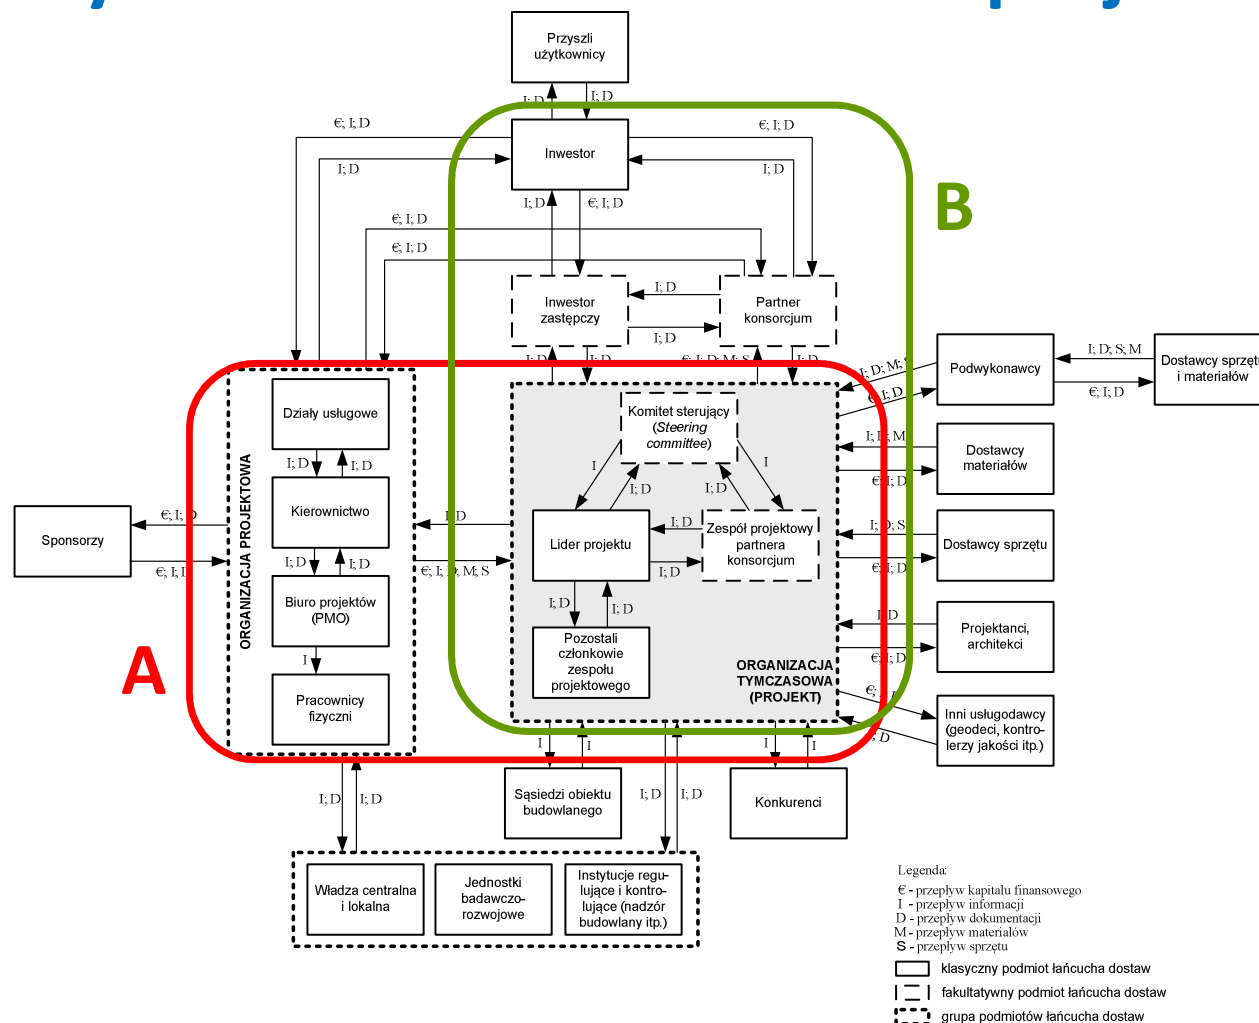 Przyszli
użytkownicy
I; D
I; D
€; I; D
€; I; D
Inwestor
I; D
I; D
B
I; D
€; I; D
€; I; D
€; I; D
Inwestor
zastępczy
I; D
I; D
Partner
konsorcjum
I; D
I; D
€; I; D; M; S
I; D
I; D; M; S
€; I; D
Podwykonawcy
I; D; S; M
€; I; D
Dostawcy sprzętu
i materiałów
Działy usługowe
I; D
I; D
Kierownictwo
I; D
I; D
Biuro projektów
(PMO)
I
Pracownicy
fizyczni
ORGANIZACJA PROJEKTOWA
A
Sponsorzy
€; I; D
€; I; D
I; D
€; I; D; M; S
Komitet sterujący
(Steering
committee)
I
I; D
I; D
I
Lider projektu
I; D
I; D
Zespół projektowy
partnera
konsorcjum
I; D
I; D
Pozostali
członkowie
zespołu
projektowego
ORGANIZACJA
TYMCZASOWA
(PROJEKT)
I; D; M
€; I; D
Dostawcy
materiałów
I; D; S
€; I; D
Dostawcy sprzętu
I; D
€; I; D
Projektanci,
architekci
Inni usługodawcy
(geodeci, kontro-
lerzy jakości itp.)
I
I
I
I
Sąsiedzi obiektu
budowlanego
Konkurenci
I; D
I; D
I; D
I; D
Władza centralna
i lokalna
Jednostki
badawczo-
rozwojowe
Instytucje regu-
lujące i kontro-
lujące (nadzór
budowlany itp.)
Legenda:
€ - przepływ kapitału finansowego
I - przepływ informacji
D - przepływ dokumentacji
M - przepływ materiałów
S - przepływ sprzętu
klasyczny podmiot łańcucha dostaw
fakultatywny podmiot łańcucha dostaw
grupa podmiotów łańcucha dostaw